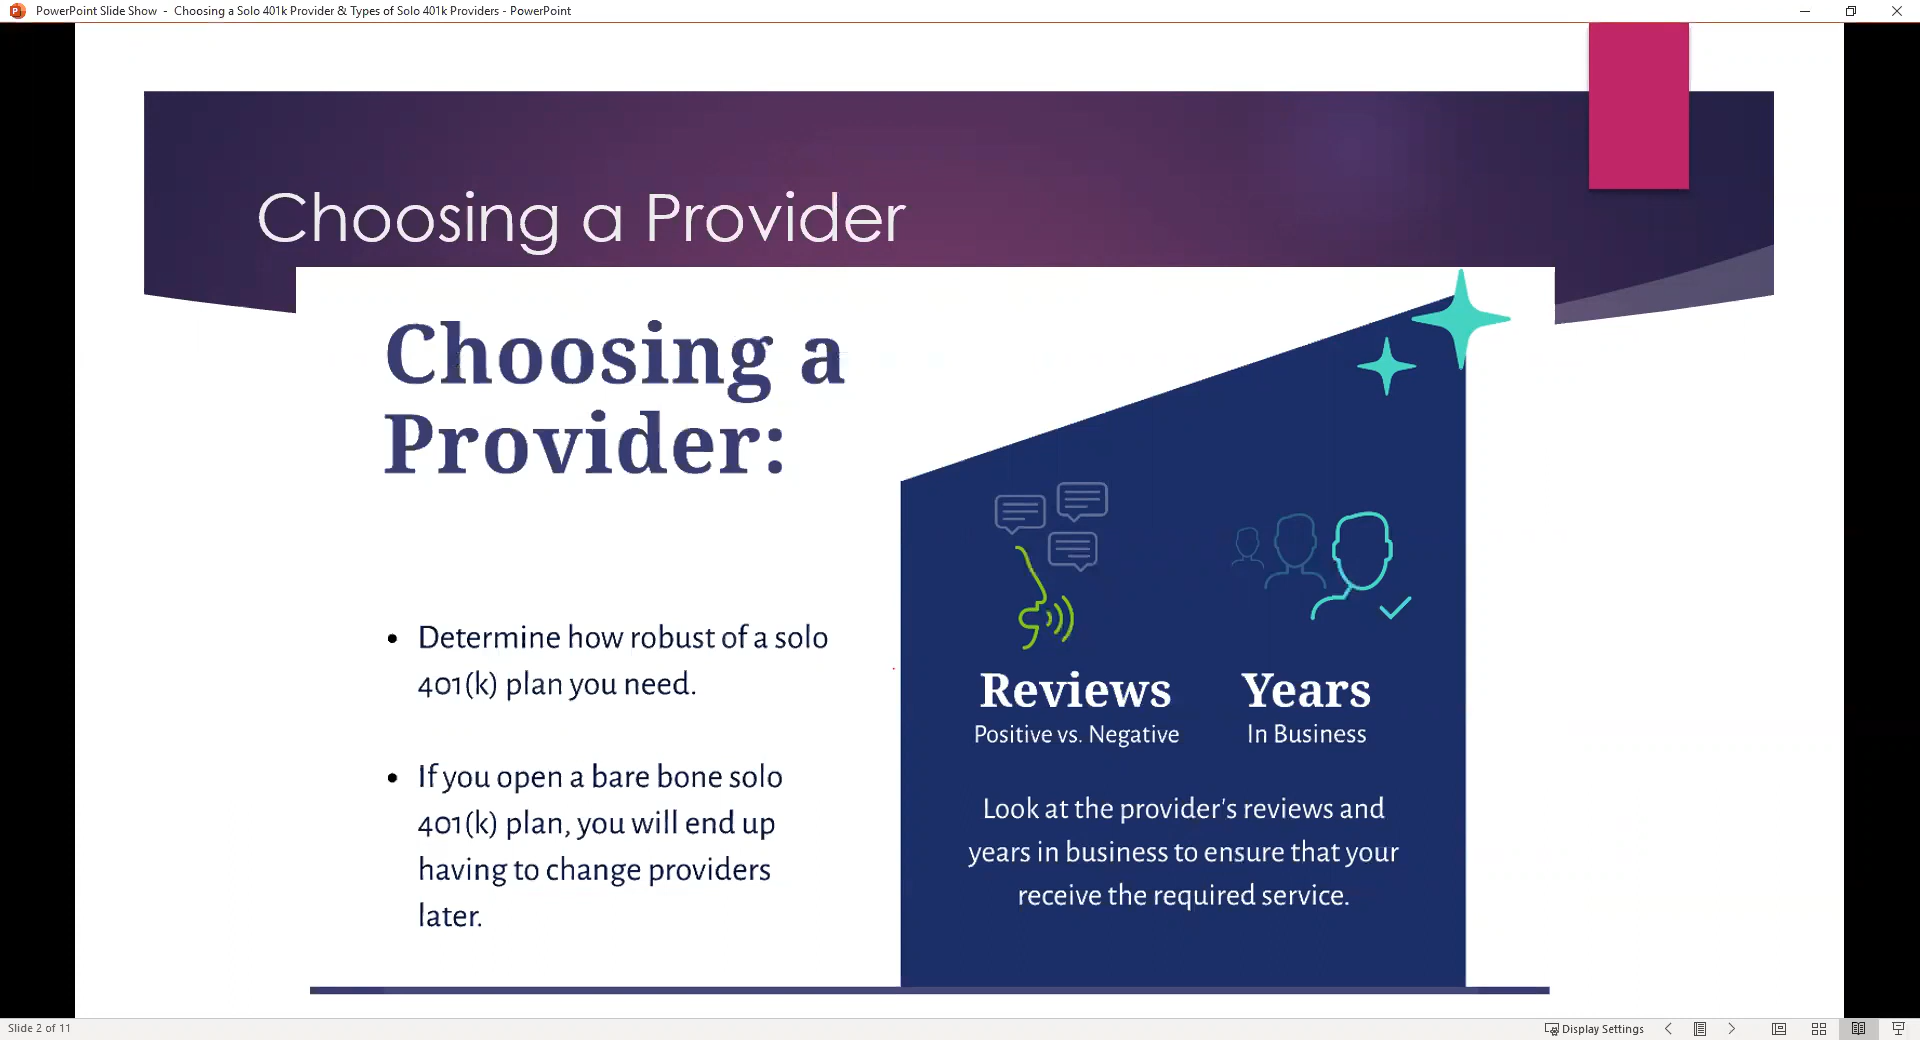 PowerPoint Slide Show - Choosing a Solo 401k Provider & Types of Solo 401k Providers - PowerPoint
Choosing a Provider
Choosing a
Provider:
Determine how robust of a solo
401(k) plan you need.
If you open a bare bone solo
401(k) plan, you will end up
having to change providers
later.
Reviews
Positive vs. Negative
Years
In Business
Look at the provider's reviews and
years in business to ensure that your
receive the required service.
Slide 2 of 11
Display Settings